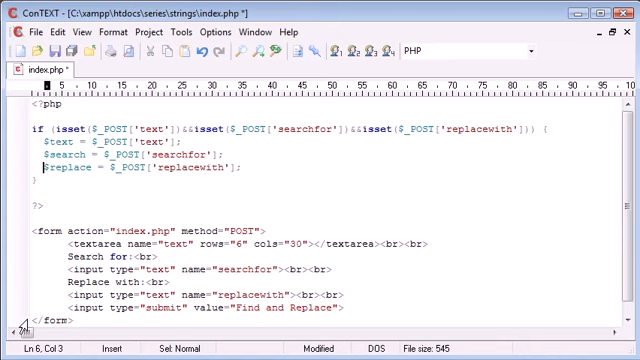 ConTEXT - [C:\xampp\htdocs\series\strings\index.php *]
File Edit View Format Project Tools Options Window Help
PHP
index.php *
0 5 10 15 20 25 30 35 40 45 50 55 60 65 70 75 80 85 90 95 100
<?php
if (isset($_POST['text'])&&isset($_POST['searchfor'])&&isset($_POST['replacewith'])) {
$text = $_POST['text'];
$search = $_POST['searchfor'];
$replace = $_POST['replacewith'];
}
?>
<form action="index.php" method="POST">
<textarea name="text" rows="6" cols="30"></textarea><br><br>
Search for:<br>
<input type="text" name="searchfor"><br><br>
Replace with:<br>
<input type="text" name="replacewith"><br><br>
<input type="submit" value="Find and Replace">
</form>
Ln 6, Col 3 Insert Sel: Normal Modified DOS File size: 545